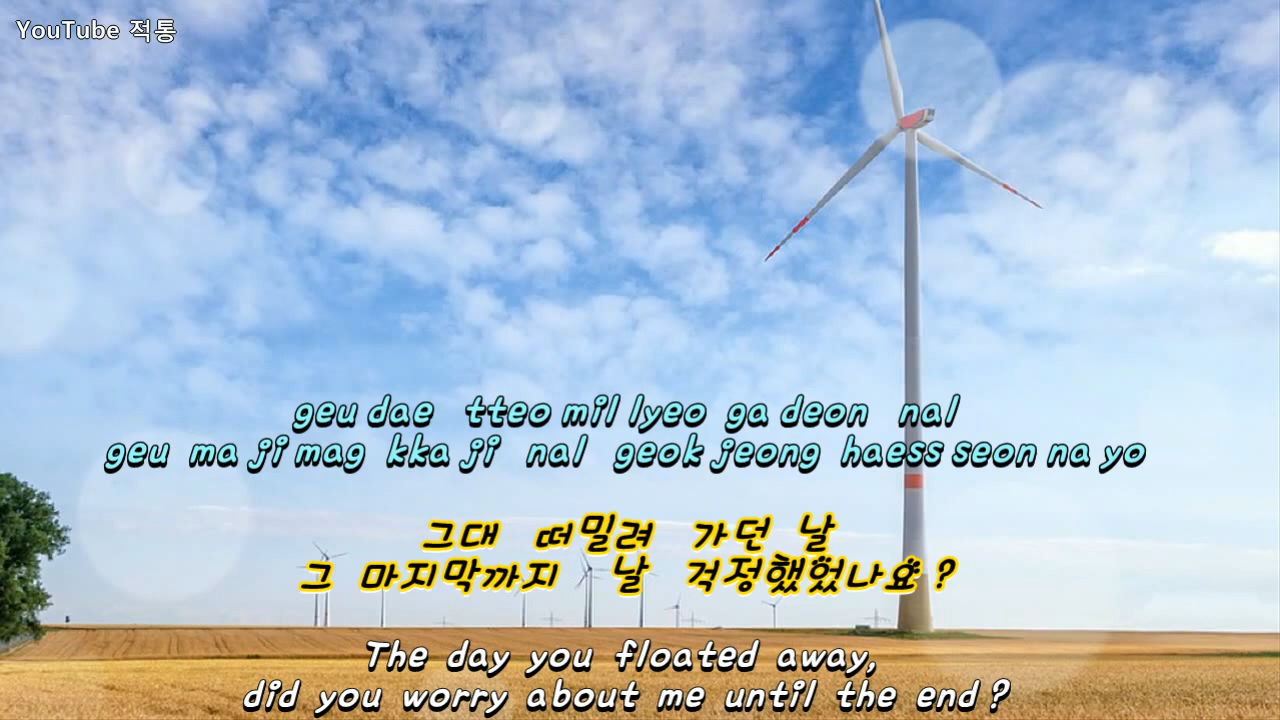 YouTube 적통
geu dae tteo mil lyeo ga deon nal
geu ma ji mag kka ji nal geok jeong haess seon na yo
그대 떠밀려 가던 날
그 마지막까지 날 걱정했었나요?
The day you floated away,
did you worry about me until the end?